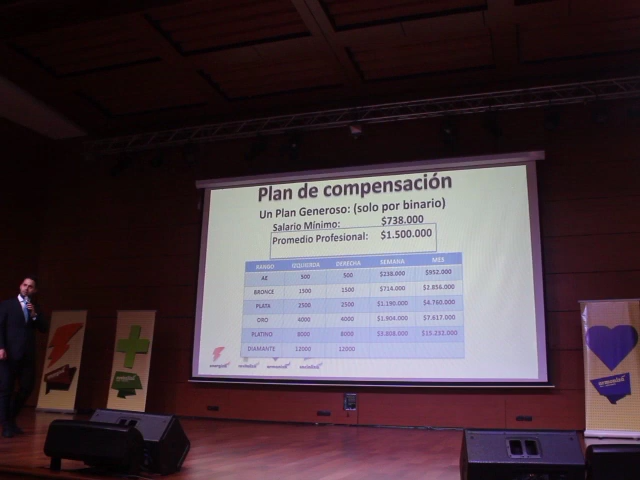 Plan de compensación
Un Plan Generoso: (solo por binario)
Salario Mínimo: $738.000
Promedio Profesional: $1.500.000
RANGO IZQUIERDA DERECHA SEMANA MES
AE 500 500 $238.000 $952.000
BRONCE 1500 1500 $714.000 $2.856.000
PLATA 2500 2500 $1.190.000 $4.760.000
ORO 4000 4000 $1.904.000 $7.617.000
PLATINO 8000 8000 $3.808.000 $15.232.000
DIAMANTE 12000 12000